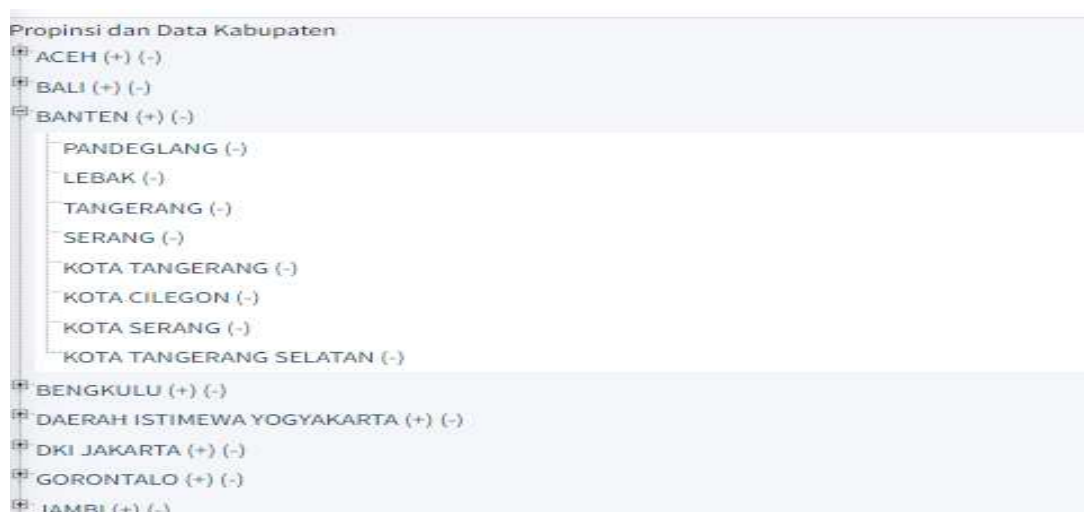 Propinsi dan Data Kabupaten
ACEH (+) (-)
BALI (+) (-)
BANTEN (+) (-)
PANDEGLANG (-)
LEBAK (-)
TANGERANG (-)
SERANG (-)
KOTA TANGERANG (-)
KOTA CILEGON (-)
KOTA SERANG (-)
KOTA TANGERANG SELATAN (-)
BENGKULU (+) (-)
DAERAH ISTIMEWA YOGYAKARTA (+) (-)
DKI JAKARTA (+) (-)
GORONTALO (+) (-)
JAMBI (+) (-)